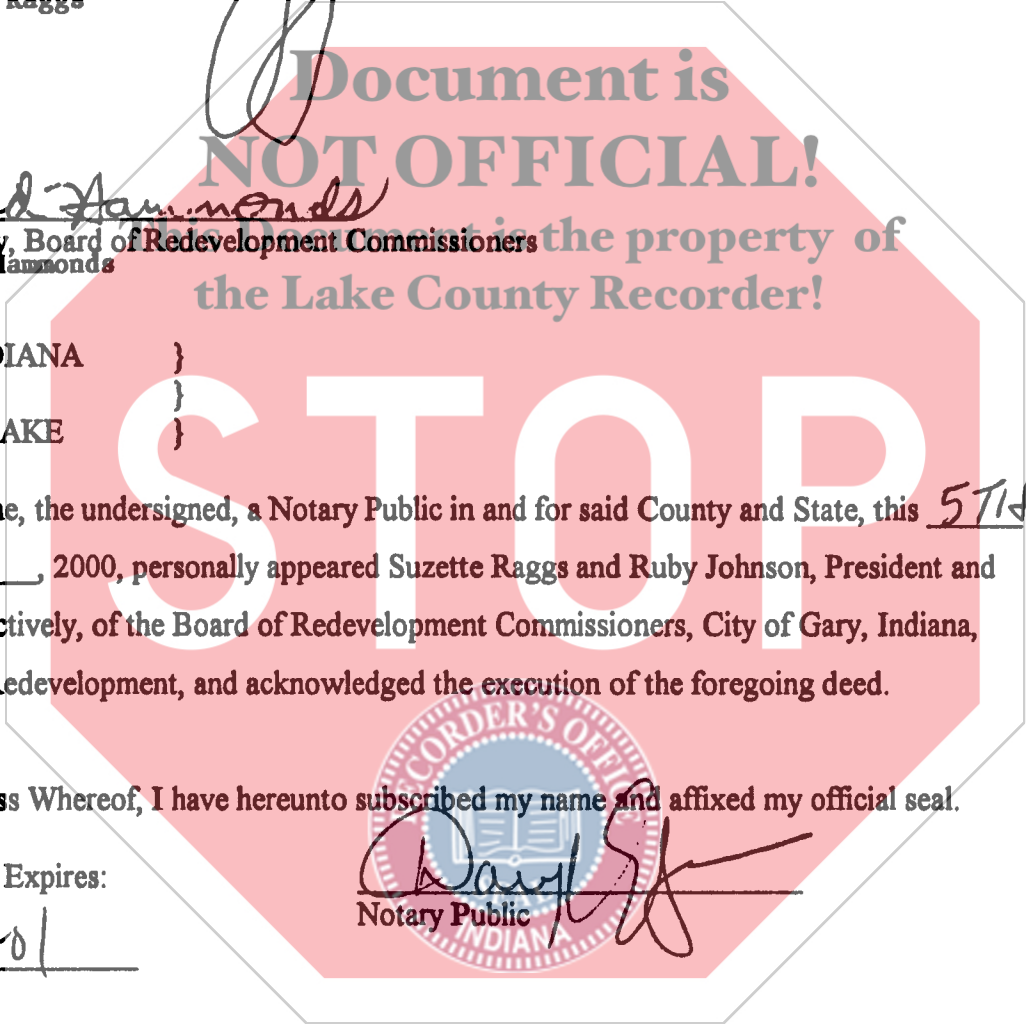 Raggs
Document is
NOT OFFICIAL!
d Hammonds
This Document is the property of
y, Board of Redevelopment Commissioners
Hammonds
the Lake County Recorder!
DIANA }
}
LAKE }
STOP
e, the undersigned, a Notary Public in and for said County and State, this 5TH
, 2000, personally appeared Suzette Raggs and Ruby Johnson, President and
ctively, of the Board of Redevelopment Commissioners, City of Gary, Indiana,
Redevelopment, and acknowledged the execution of the foregoing deed.
RECORDER'S OFFICE
ss Whereof, I have hereunto subscribed my name and affixed my official seal.
Expires:
SEAL
Notary Public
INDIANA